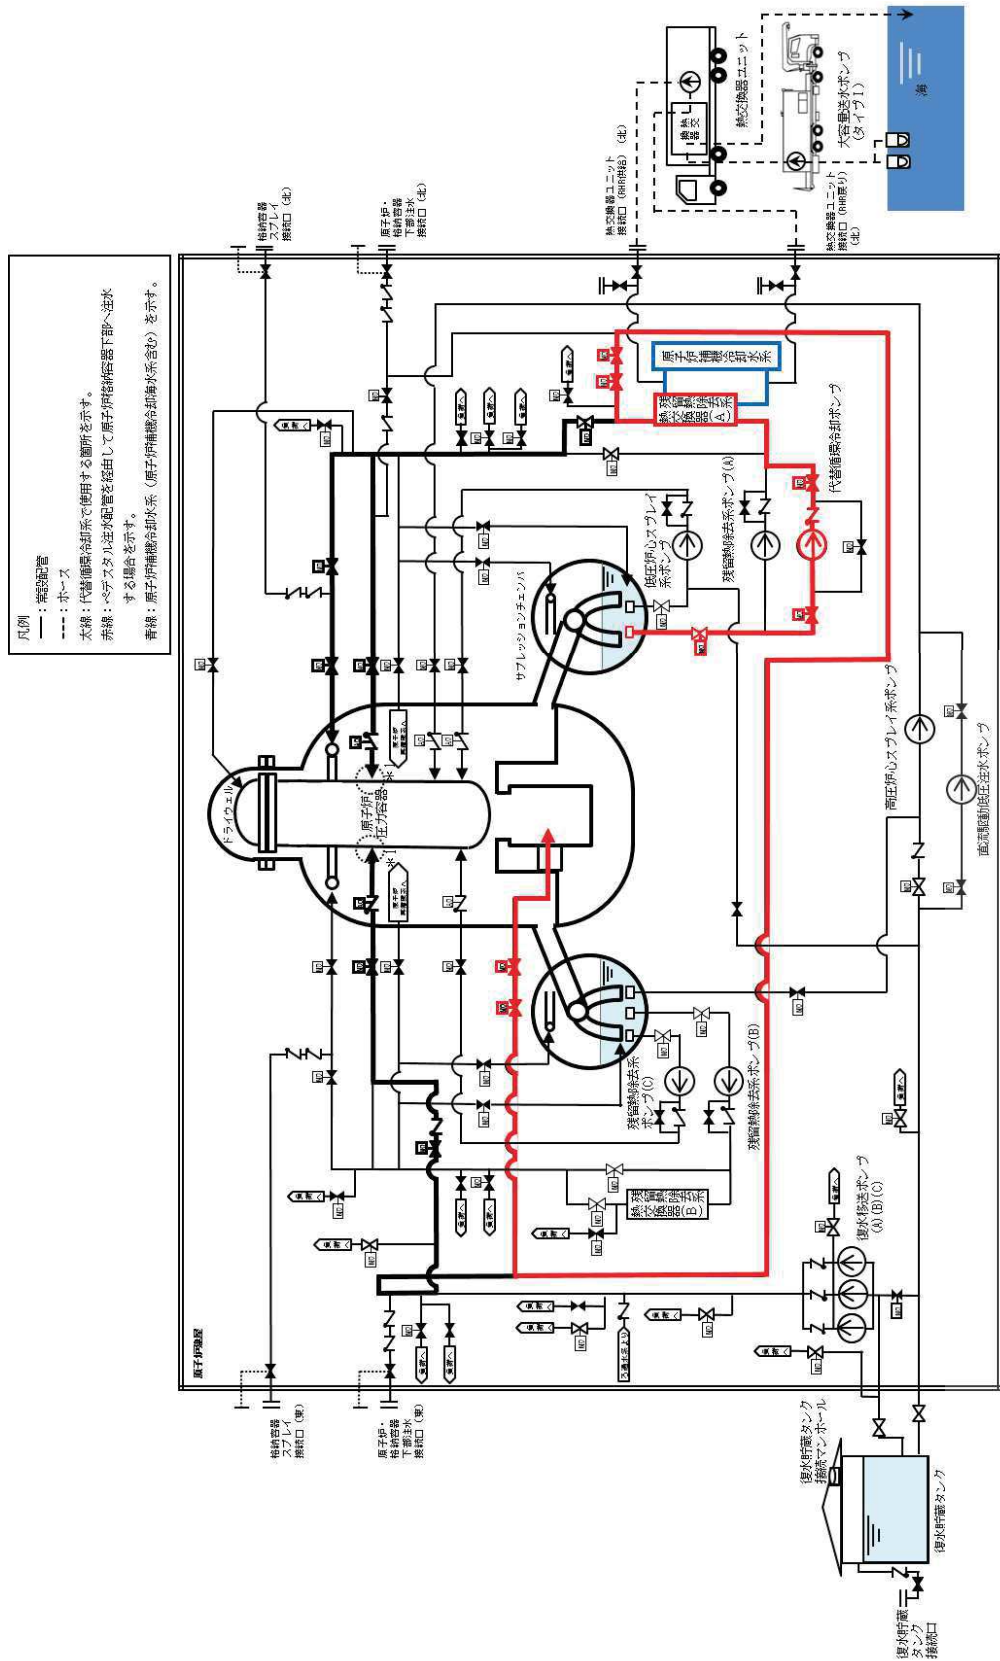 凡例
━━ ：常設配管
--- ：ホース
太線：代替循環冷却系で使用する箇所を示す。
赤線：ペデスタル注水配管を経由して原子炉格納容器下部へ注水
する場合を示す。
青線：原子炉補機冷却水系（原子炉補機冷却海水系含む）を示す。
格納容器
スプレイ
接続口（北）
原子炉・
格納容器
下部注水
接続口（北）
熱交換器ユニット
接続口（RHR供給）（北）
熱交換器ユニット
接続口（RHR戻り）
（北）
熱交
換器
熱交換器ユニット
大容量送水ポンプ
（タイプⅠ）
海
原子炉補機
冷却水系
残留熱除去系
熱交換器(A)
代替循環冷却ポンプ
残留熱除去系ポンプ(A)
低圧炉心スプレイ
系ポンプ
サプレッションチェンバ
ドライウェル
原子炉
圧力容器
*1
*1
高圧炉心スプレイ系ポンプ
直流駆動低圧注水ポンプ
残留熱除去系
ポンプ(C)
残留熱除去系ポンプ(B)
残留熱除去系
熱交換器(B)
復水移送ポンプ
(A)(B)(C)
ろ過水系より
原子炉建屋
格納容器
スプレイ
接続口（東）
原子炉・
格納容器
下部注水
接続口（東）
復水貯蔵タンク
接続マンホール
復水貯蔵タンク
復水貯蔵
タンク
接続口